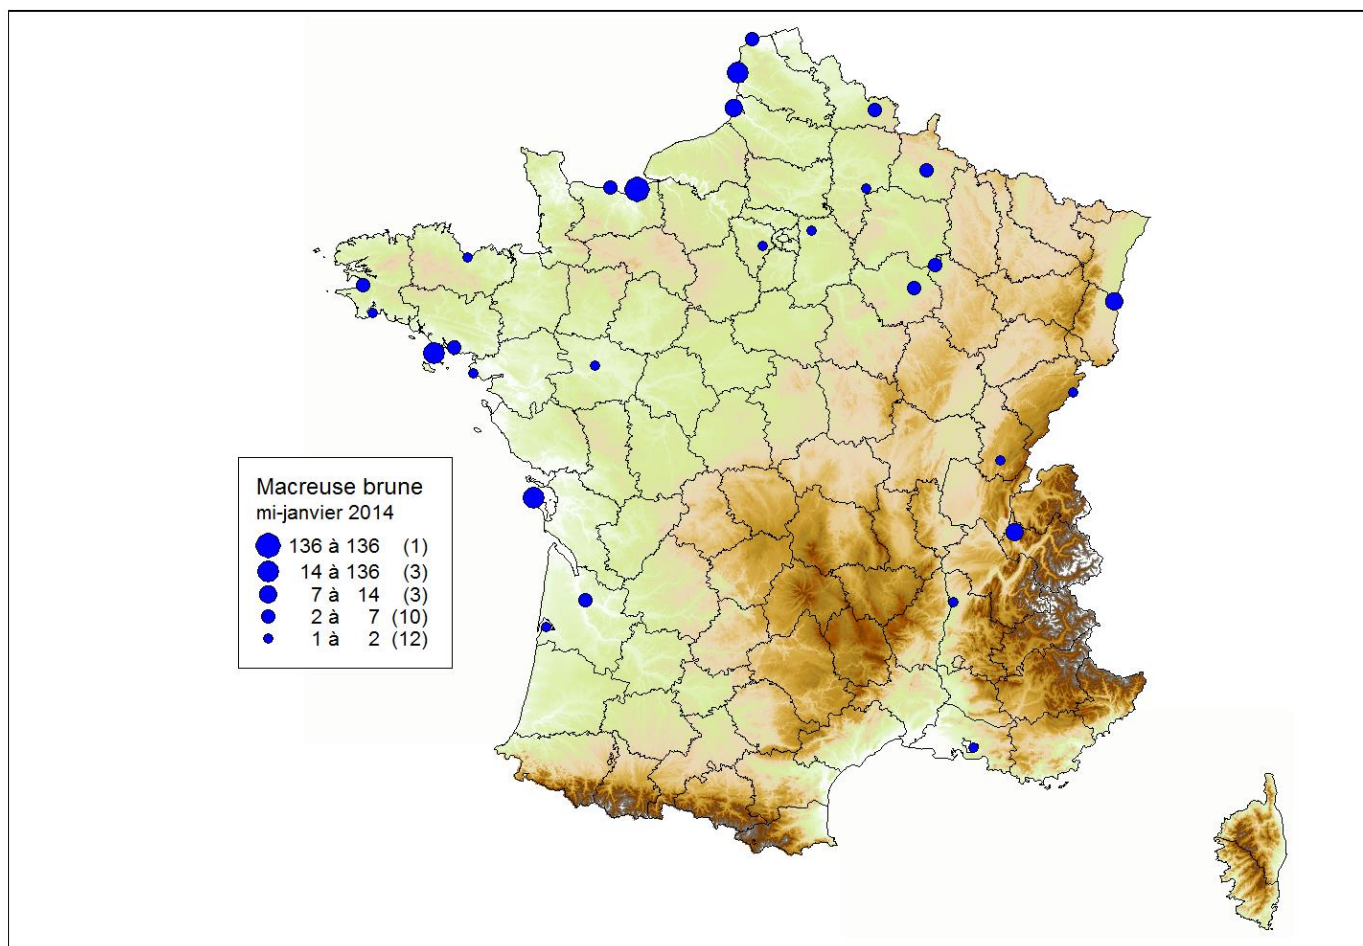 Macreuse brune
mi-janvier 2014
136 à 136 (1)
14 à 136 (3)
7 à 14 (3)
2 à 7 (10)
1 à 2 (12)